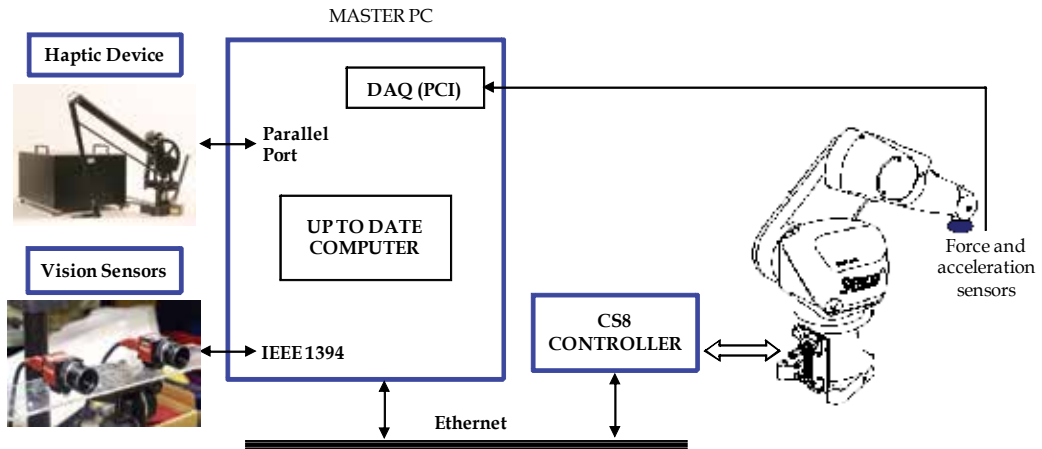 MASTER PC
Haptic Device
DAQ (PCI)
Parallel
Port
UP TO DATE
COMPUTER
Vision Sensors
Force and
acceleration
sensors
CS8
CONTROLLER
IEEE 1394
Ethernet